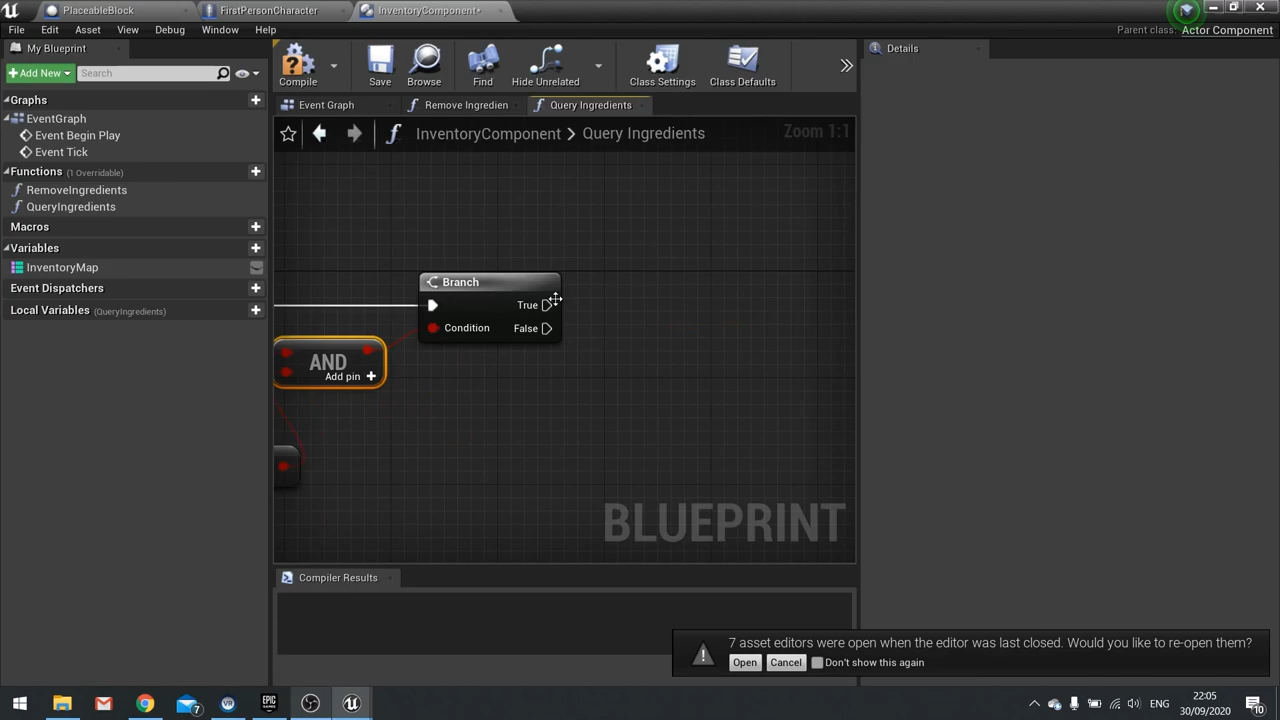 PlaceableBlock
FirstPersonCharacter
InventoryComponent*
File Edit Asset View Debug Window Help
Parent class: Actor Component
My Blueprint
Details
Add New
Search
Compile
Save
Browse
Find
Hide Unrelated
Class Settings
Class Defaults
Graphs
EventGraph
Event Begin Play
Event Tick
Functions (1 Overridable)
RemoveIngredients
QueryIngredients
Macros
Variables
InventoryMap
Event Dispatchers
Local Variables (QueryIngredients)
Event Graph
Remove Ingredien
Query Ingredients
InventoryComponent > Query Ingredients
Zoom 1:1
Branch
True
Condition
False
AND
Add pin
BLUEPRINT
Compiler Results
7 asset editors were open when the editor was last closed. Would you like to re-open them?
Open Cancel Don't show this again
7
VR
EPIC
GAMES
ENG
22:05
30/09/2020
10